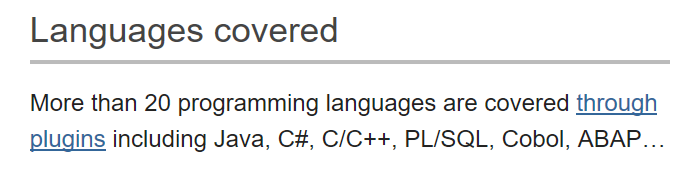 Languages covered
More than 20 programming languages are covered through
plugins including Java, C#, C/C++, PL/SQL, Cobol, ABAP…